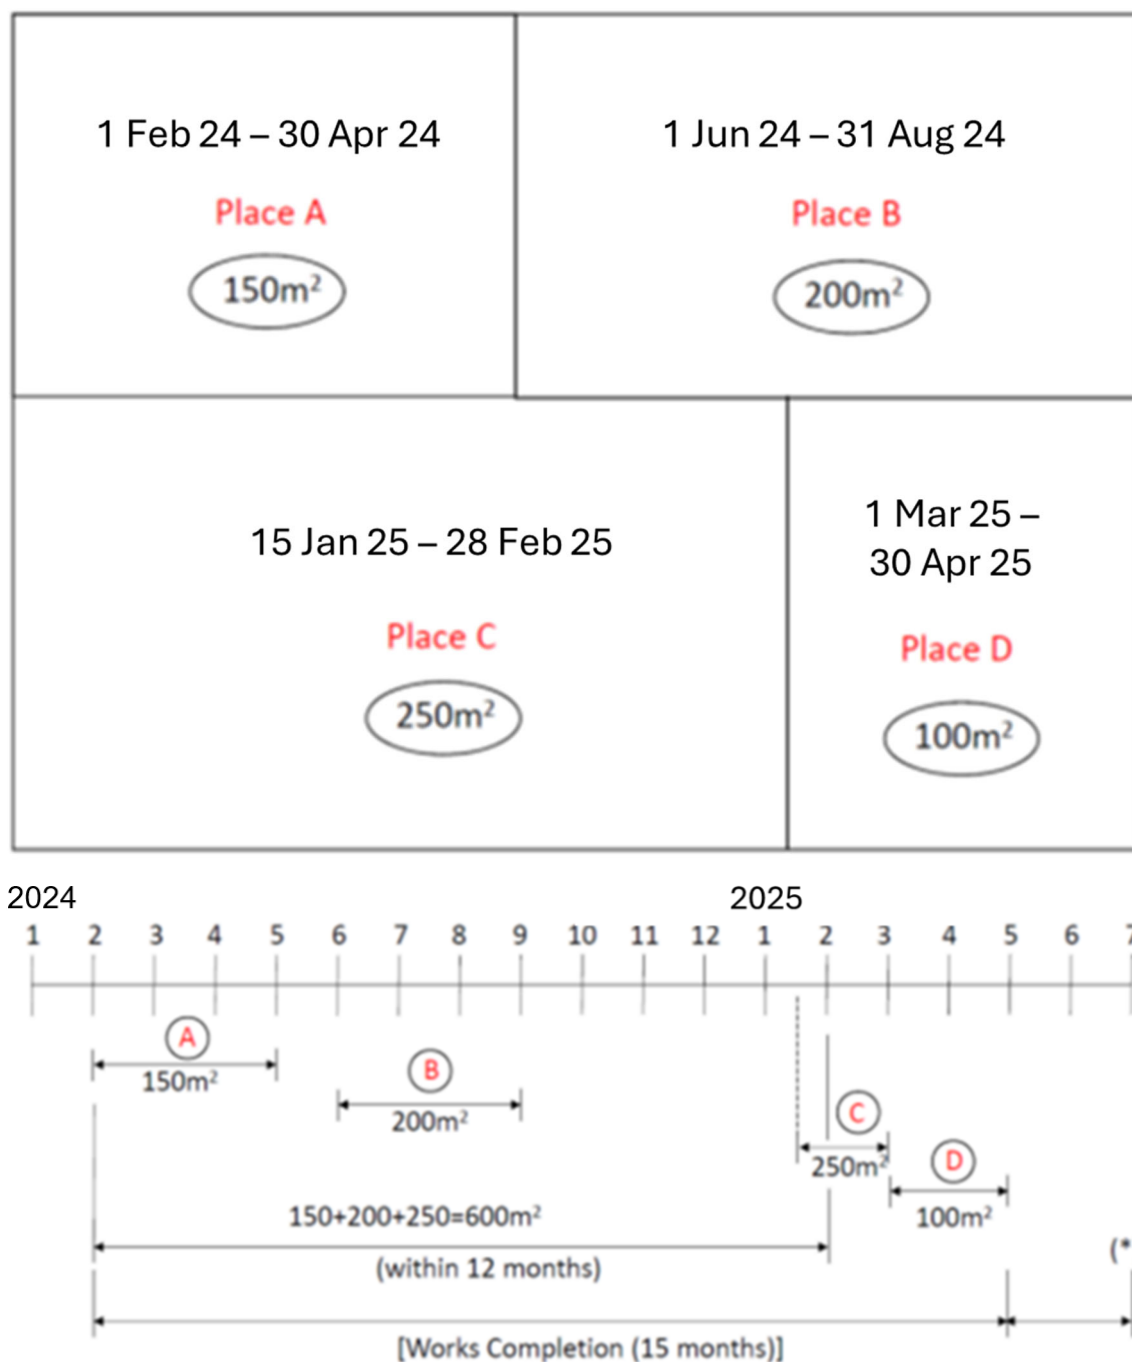 1 Feb 24 – 30 Apr 24
Place A
150m²
1 Jun 24 – 31 Aug 24
Place B
200m²
15 Jan 25 – 28 Feb 25
Place C
250m²
1 Mar 25 –
30 Apr 25
Place D
100m²
2024 2025
1 2 3 4 5 6 7 8 9 10 11 12 1 2 3 4 5 6 7
A
150m²
B
200m²
C
250m²
D
100m²
150+200+250=600m²
(within 12 months)
(*
[Works Completion (15 months)]